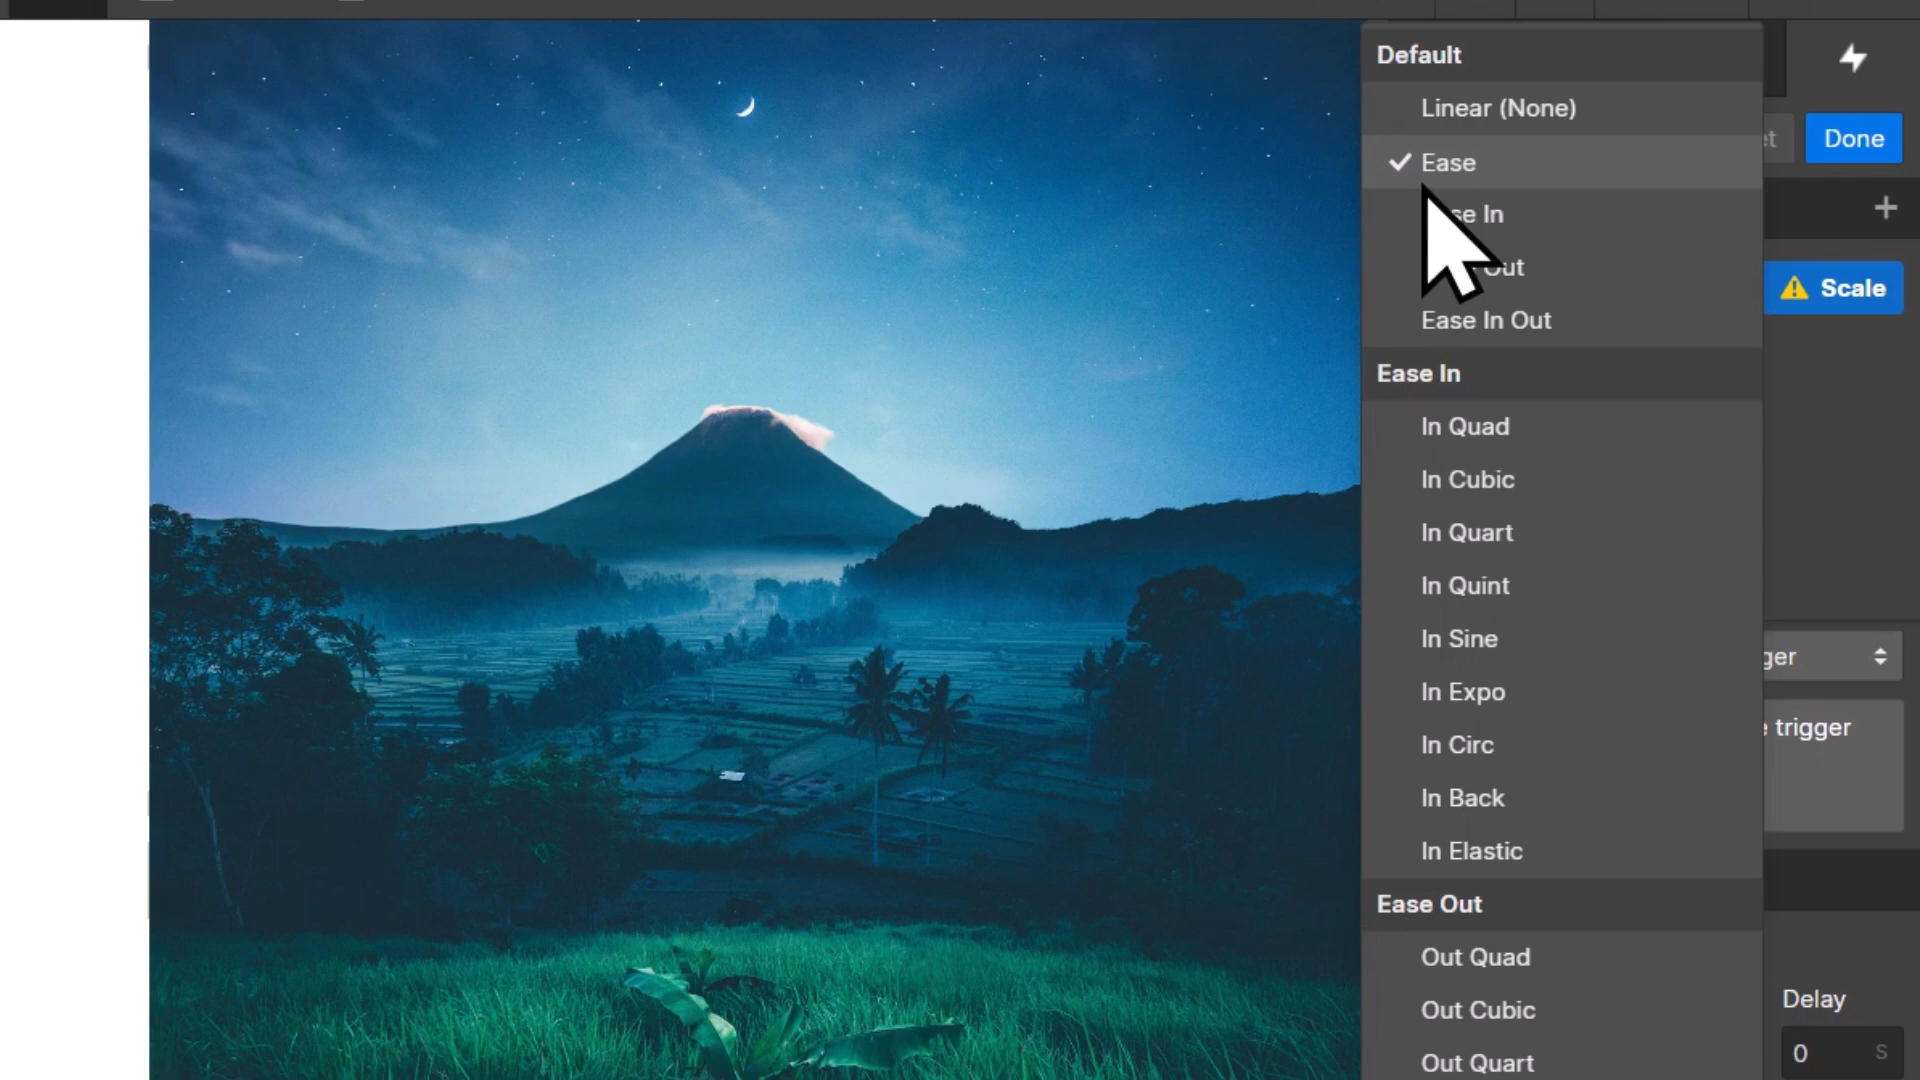 Default
Linear (None)
Done
Ease
In
Out
Scale
Ease In Out
Ease In
In Quad
In Cubic
In Quart
In Quint
In Sine
In Expo
In Circ
In Back
In Elastic
trigger
Ease Out
Out Quad
Out Cubic
Out Quart
Delay
0 S